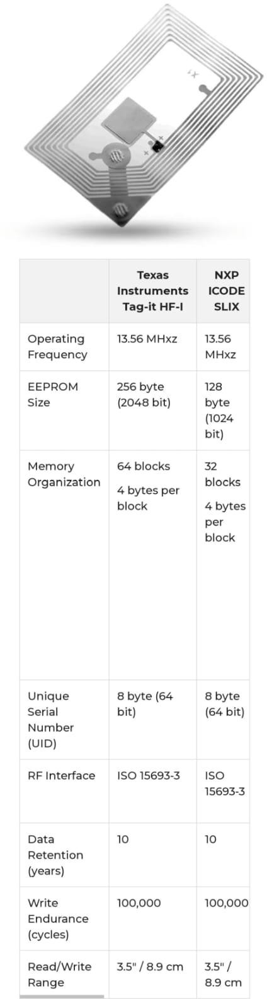 Texas
Instruments
Tag-it HF-I
NXP
ICODE
SLIX
Operating
Frequency
13.56 MHxz
13.56
MHxz
EEPROM
Size
256 byte
(2048 bit)
128
byte
(1024
bit)
Memory
Organization
64 blocks
4 bytes per
block
32
blocks
4 bytes
per
block
Unique
Serial
Number
(UID)
8 byte (64
bit)
8 byte
(64 bit)
RF Interface
ISO 15693-3
ISO
15693-3
Data
Retention
(years)
10
10
Write
Endurance
(cycles)
100,000
100,000
Read/Write
Range
3.5" / 8.9 cm
3.5" /
8.9 cm